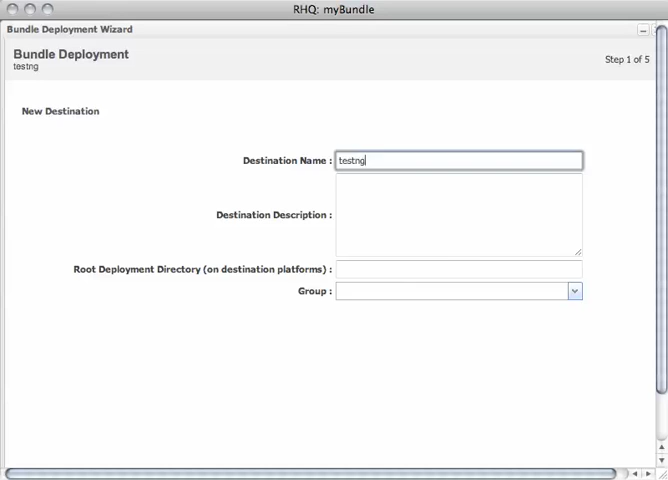 RHQ: myBundle
Bundle Deployment Wizard
Bundle Deployment
testng
Step 1 of 5
New Destination
Destination Name :
testng
Destination Description :
Root Deployment Directory (on destination platforms) :
Group :